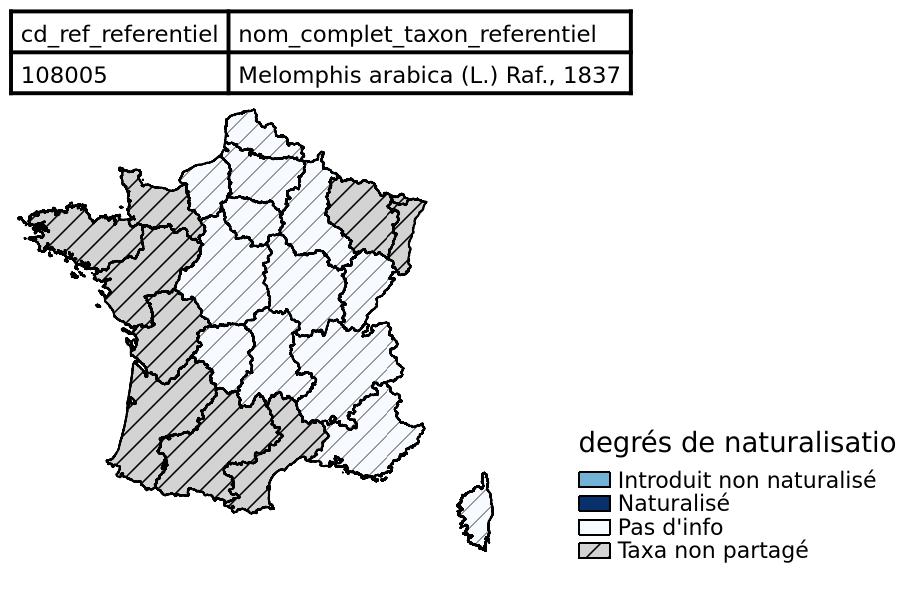 cd_ref_referentiel nom_complet_taxon_referentiel
108005 Melomphis arabica (L.) Raf., 1837
degrés de naturalisatio
Introduit non naturalisé
Naturalisé
Pas d'info
Taxa non partagé